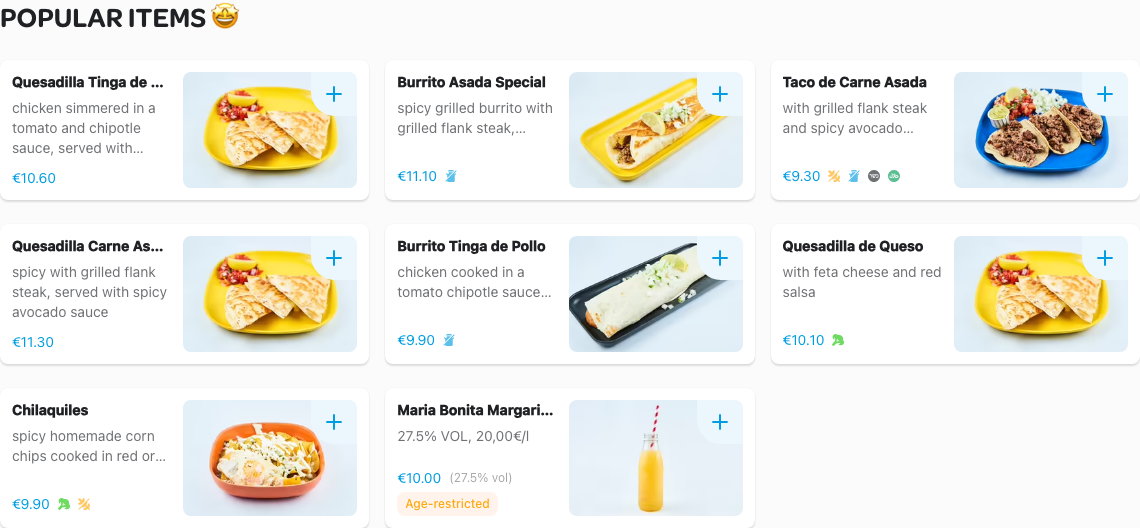 POPULAR ITEMS 🤩
Quesadilla Tinga de ...
chicken simmered in a
tomato and chipotle
sauce, served with...
€10.60
Burrito Asada Special
spicy grilled burrito with
grilled flank steak,...
€11.10
Taco de Carne Asada
with grilled flank steak
and spicy avocado...
€9.30
Quesadilla Carne As...
spicy with grilled flank
steak, served with spicy
avocado sauce
€11.30
Burrito Tinga de Pollo
chicken cooked in a
tomato chipotle sauce...
€9.90
Quesadilla de Queso
with feta cheese and red
salsa
€10.10
Chilaquiles
spicy homemade corn
chips cooked in red or...
€9.90
Maria Bonita Margari...
27.5% VOL, 20,00€/l
€10.00 (27.5% vol)
Age-restricted